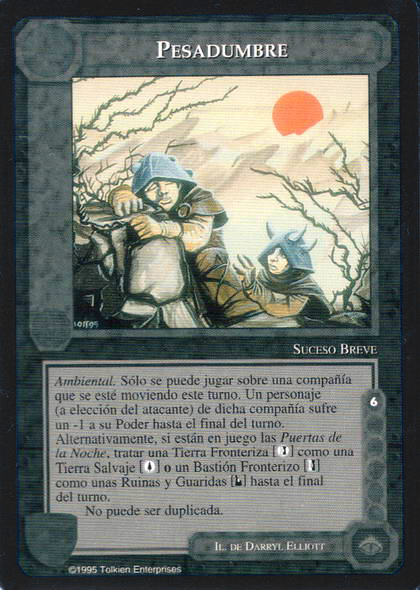 PESADUMBRE
SUCESO BREVE
Ambiental. Sólo se puede jugar sobre una compañía
que se esté moviendo este turno. Un personaje
(a elección del atacante) de dicha compañía sufre
un -1 a su Poder hasta el final del turno.
Alternativamente, si están en juego las Puertas de
la Noche, tratar una Tierra Fronteriza [ ] como una
Tierra Salvaje [ ] o un Bastión Fronterizo [ ]
como unas Ruinas y Guaridas [ ] hasta el final
del turno.
No puede ser duplicada.
6
IL. DE DARRYL ELLIOTT
©1995 Tolkien Enterprises